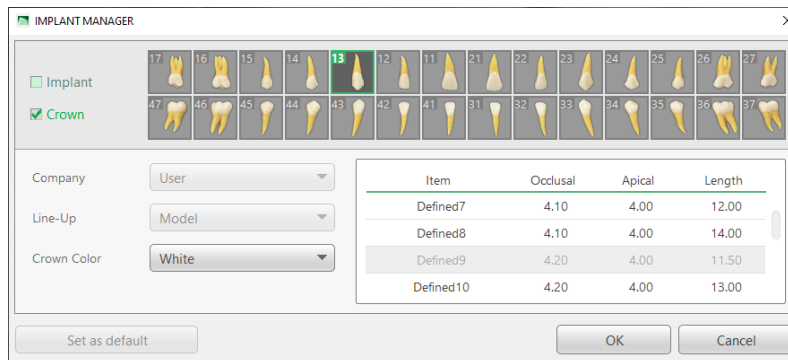 IMPLANT MANAGER
17 16 15 14 13 12 11 21 22 23 24 25 26 27
Implant
Crown
47 46 45 44 43 42 41 31 32 33 34 35 36 37
Company User
Line-Up Model
Crown Color White
Item Occlusal Apical Length
Defined7 4.10 4.00 12.00
Defined8 4.10 4.00 14.00
Defined9 4.20 4.00 11.50
Defined10 4.20 4.00 13.00
Set as default OK Cancel